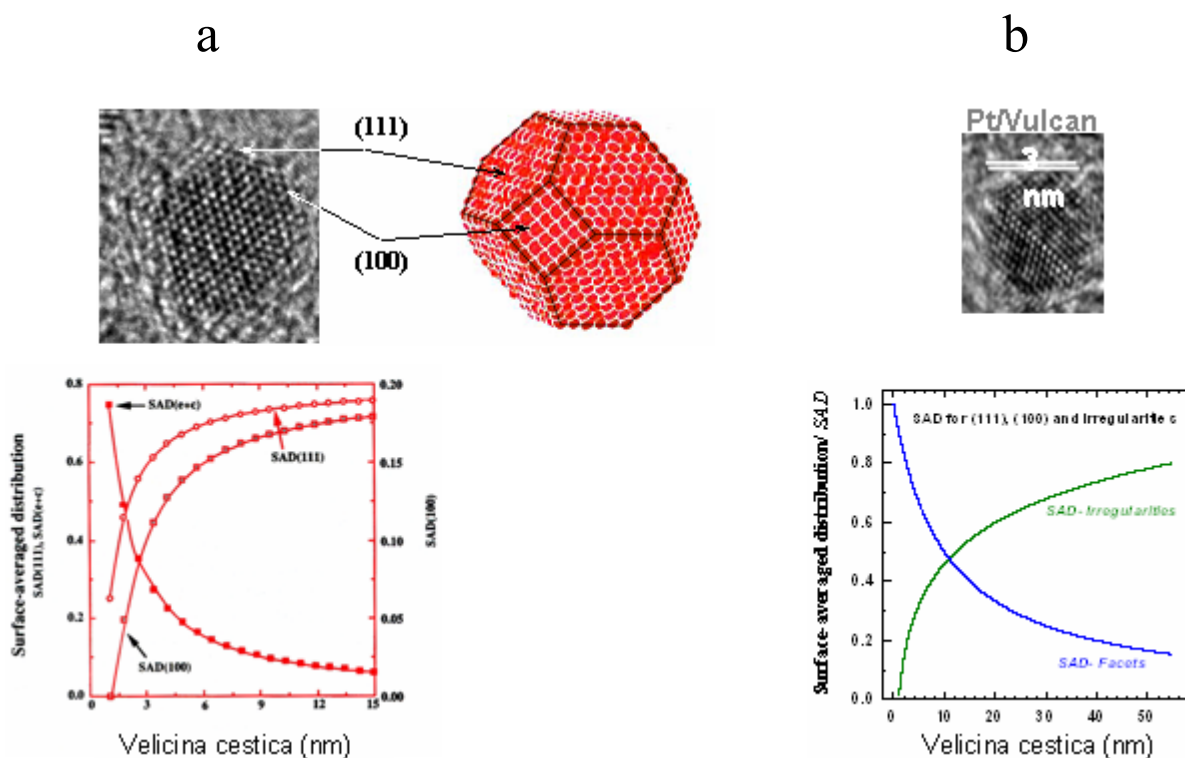 a
b
(111)
(100)
Pt/Vulcan
3
nm
0.8
0.6
0.4
0.2
0.0
0.20
0.15
0.10
0.05
0.00
0
3
6
9
12
15
SAD(e+c)
SAD(111)
SAD(100)
Surface-averaged distribution
SAD(111), SAD(e+c)
SAD(100)
Velicina cestica (nm)
1.0
0.8
0.6
0.4
0.2
0.0
0
10
20
30
40
50
SAD for (111), (100) and Irregularities
SAD- Irregularities
SAD- Facets
Surface-averaged distribution/ SAD
Velicina cestica (nm)